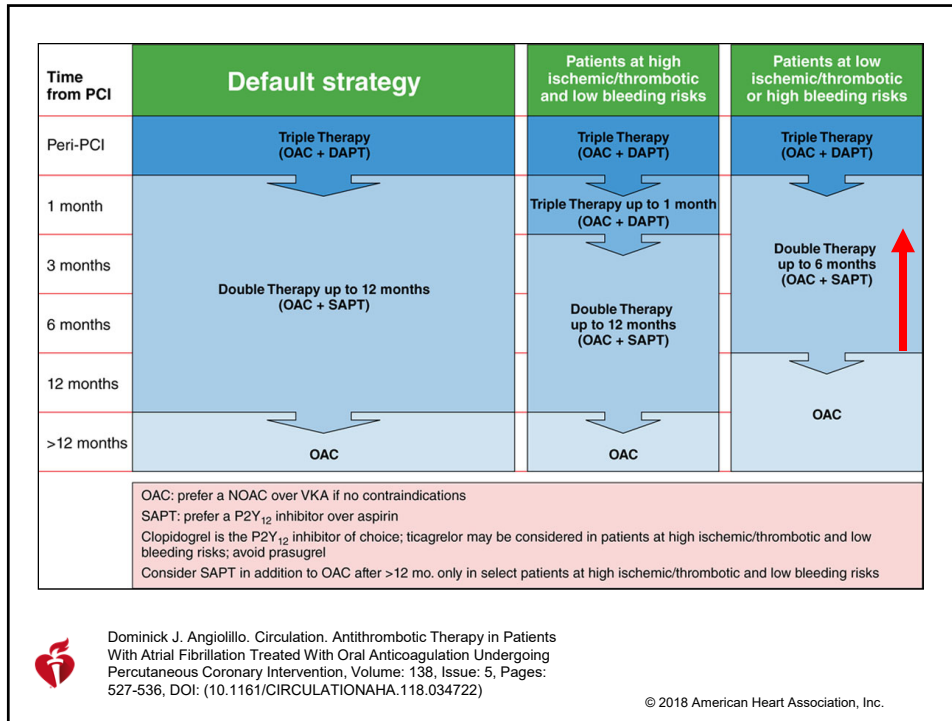 Time
from PCI
Default strategy
Patients at high
ischemic/thrombotic
and low bleeding risks
Patients at low
ischemic/thrombotic
or high bleeding risks
Peri-PCI
Triple Therapy
(OAC + DAPT)
Triple Therapy
(OAC + DAPT)
Triple Therapy
(OAC + DAPT)
1 month
Triple Therapy up to 1 month
(OAC + DAPT)
3 months
Double Therapy up to 12 months
(OAC + SAPT)
Double Therapy
up to 6 months
(OAC + SAPT)
6 months
Double Therapy
up to 12 months
(OAC + SAPT)
12 months
OAC
>12 months
OAC
OAC
OAC: prefer a NOAC over VKA if no contraindications
SAPT: prefer a P2Y₁₂ inhibitor over aspirin
Clopidogrel is the P2Y₁₂ inhibitor of choice; ticagrelor may be considered in patients at high ischemic/thrombotic and low
bleeding risks; avoid prasugrel
Consider SAPT in addition to OAC after >12 mo. only in select patients at high ischemic/thrombotic and low bleeding risks
Dominick J. Angiolillo. Circulation. Antithrombotic Therapy in Patients
With Atrial Fibrillation Treated With Oral Anticoagulation Undergoing
Percutaneous Coronary Intervention, Volume: 138, Issue: 5, Pages:
527-536, DOI: (10.1161/CIRCULATIONAHA.118.034722)
© 2018 American Heart Association, Inc.